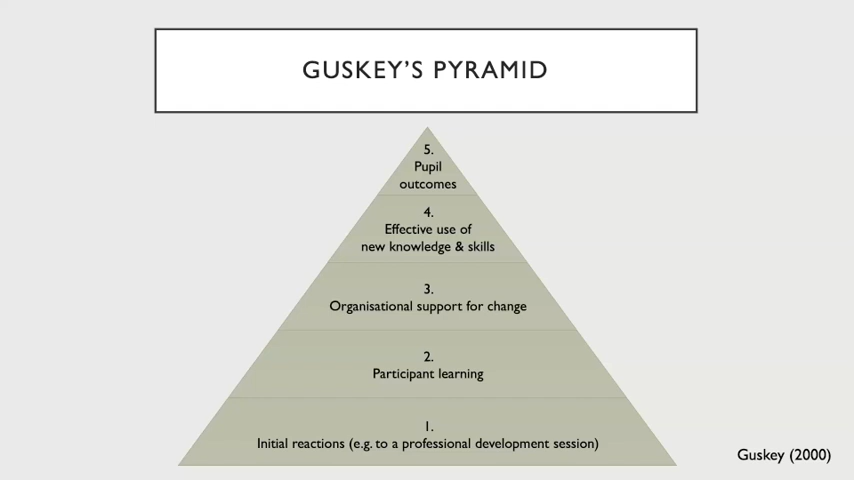 GUSKEY'S PYRAMID
5.
Pupil
outcomes
4.
Effective use of
new knowledge & skills
3.
Organisational support for change
2.
Participant learning
1.
Initial reactions (e.g. to a professional development session)
Guskey (2000)